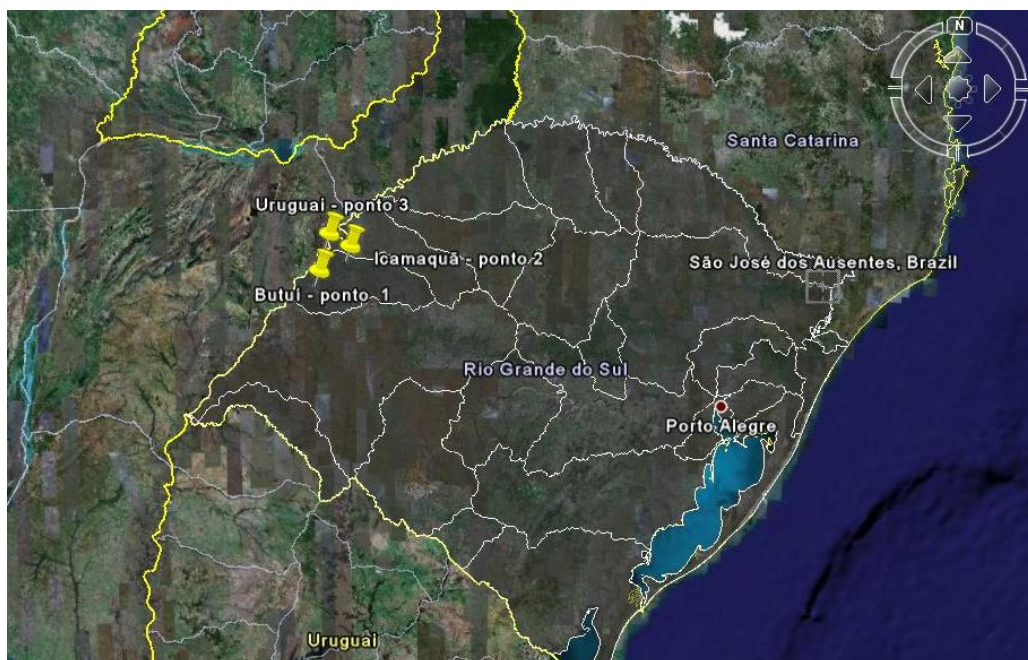 N
Santa Catarina
Uruguai - ponto 3
Icamaquã - ponto 2
São José dos Ausentes, Brazil
Butuí - ponto 1
Rio Grande do Sul
Porto Alegre
Uruguai